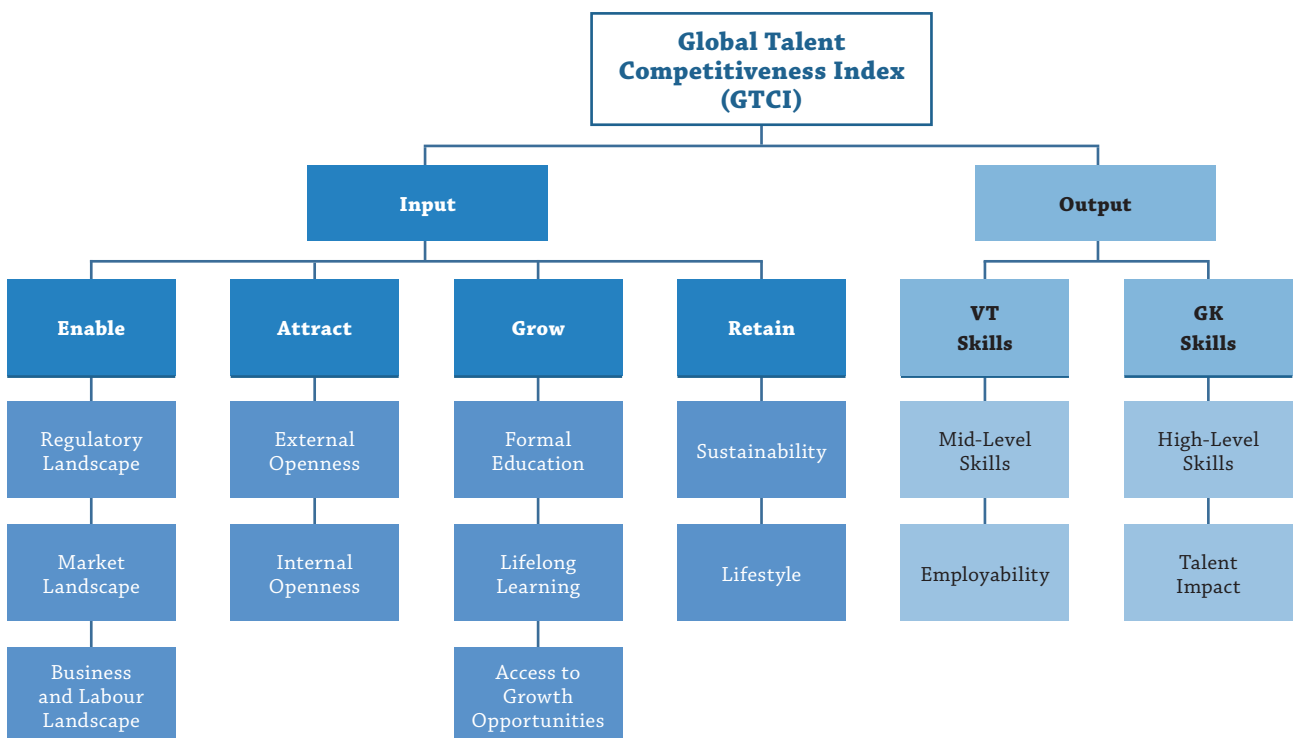 Global Talent
Competitiveness Index
(GTCI)
Input
Output
Enable
Attract
Grow
Retain
VT
Skills
GK
Skills
Regulatory
Landscape
External
Openness
Formal
Education
Sustainability
Mid-Level
Skills
High-Level
Skills
Market
Landscape
Internal
Openness
Lifelong
Learning
Lifestyle
Employability
Talent
Impact
Business
and Labour
Landscape
Access to
Growth
Opportunities